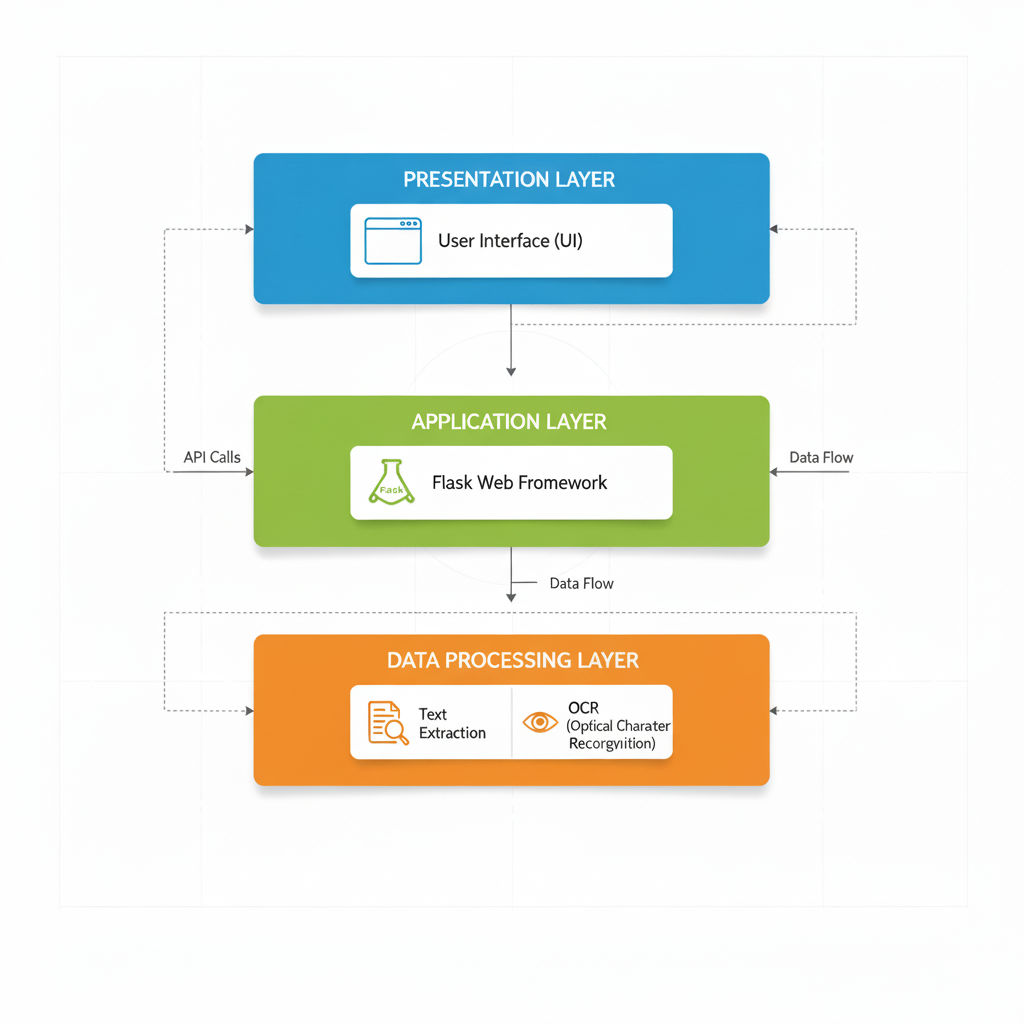 PRESENTATION LAYER
User Interface (UI)
APPLICATION LAYER
API Calls
Data Flow
Flask
Flask Web Fromework
Data Flow
DATA PROCESSING LAYER
Text
Extraction
OCR
(Optical Charater
Recorgyıition)